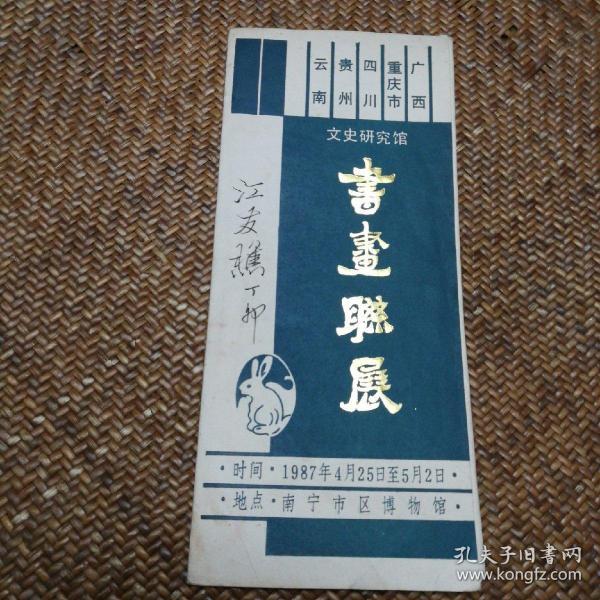 广西
重庆市
四川
贵州
云南
文史研究馆
書畫聯展
江友樵
丁卯
·时间·1987年4月25日至5月2日·
·地点·南宁市区博物馆·
孔夫子旧书网
www.kongfz.com